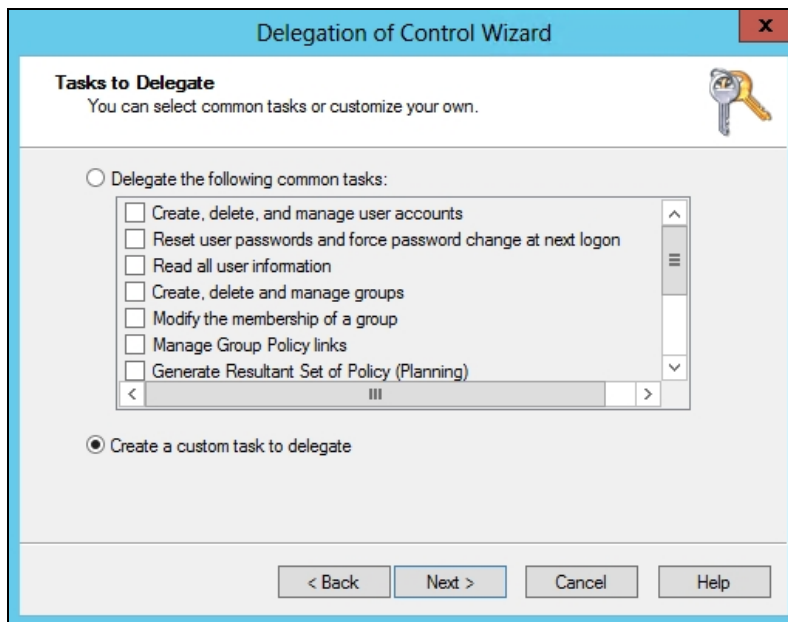 Delegation of Control Wizard
x
Tasks to Delegate
You can select common tasks or customize your own.
Delegate the following common tasks:
Create, delete, and manage user accounts
Reset user passwords and force password change at next logon
Read all user information
Create, delete and manage groups
Modify the membership of a group
Manage Group Policy links
Generate Resultant Set of Policy (Planning)
Create a custom task to delegate
< Back Next > Cancel Help